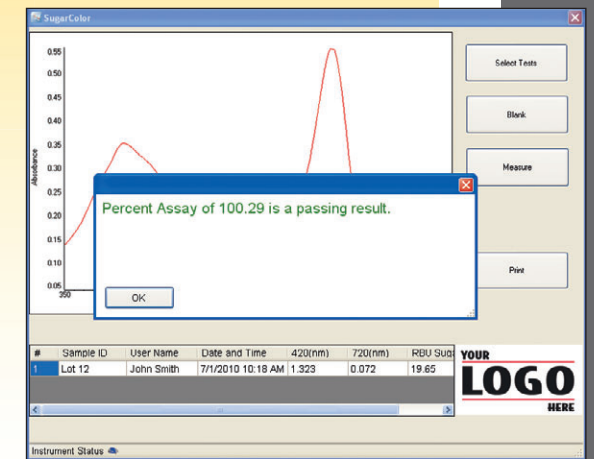 SugarColor
0.55
0.50
0.45
0.40
0.35
0.30
0.25
0.20
0.15
0.10
0.05
Absorbance
350
Select Tests
Blank
Measure
Print
Percent Assay of 100.29 is a passing result.
OK
# Sample ID User Name Date and Time 420(nm) 720(nm) RBU Suga
1 Lot 12 John Smith 7/1/2010 10:18 AM 1.323 0.072 19.65
YOUR
LOGO
HERE
Instrument Status